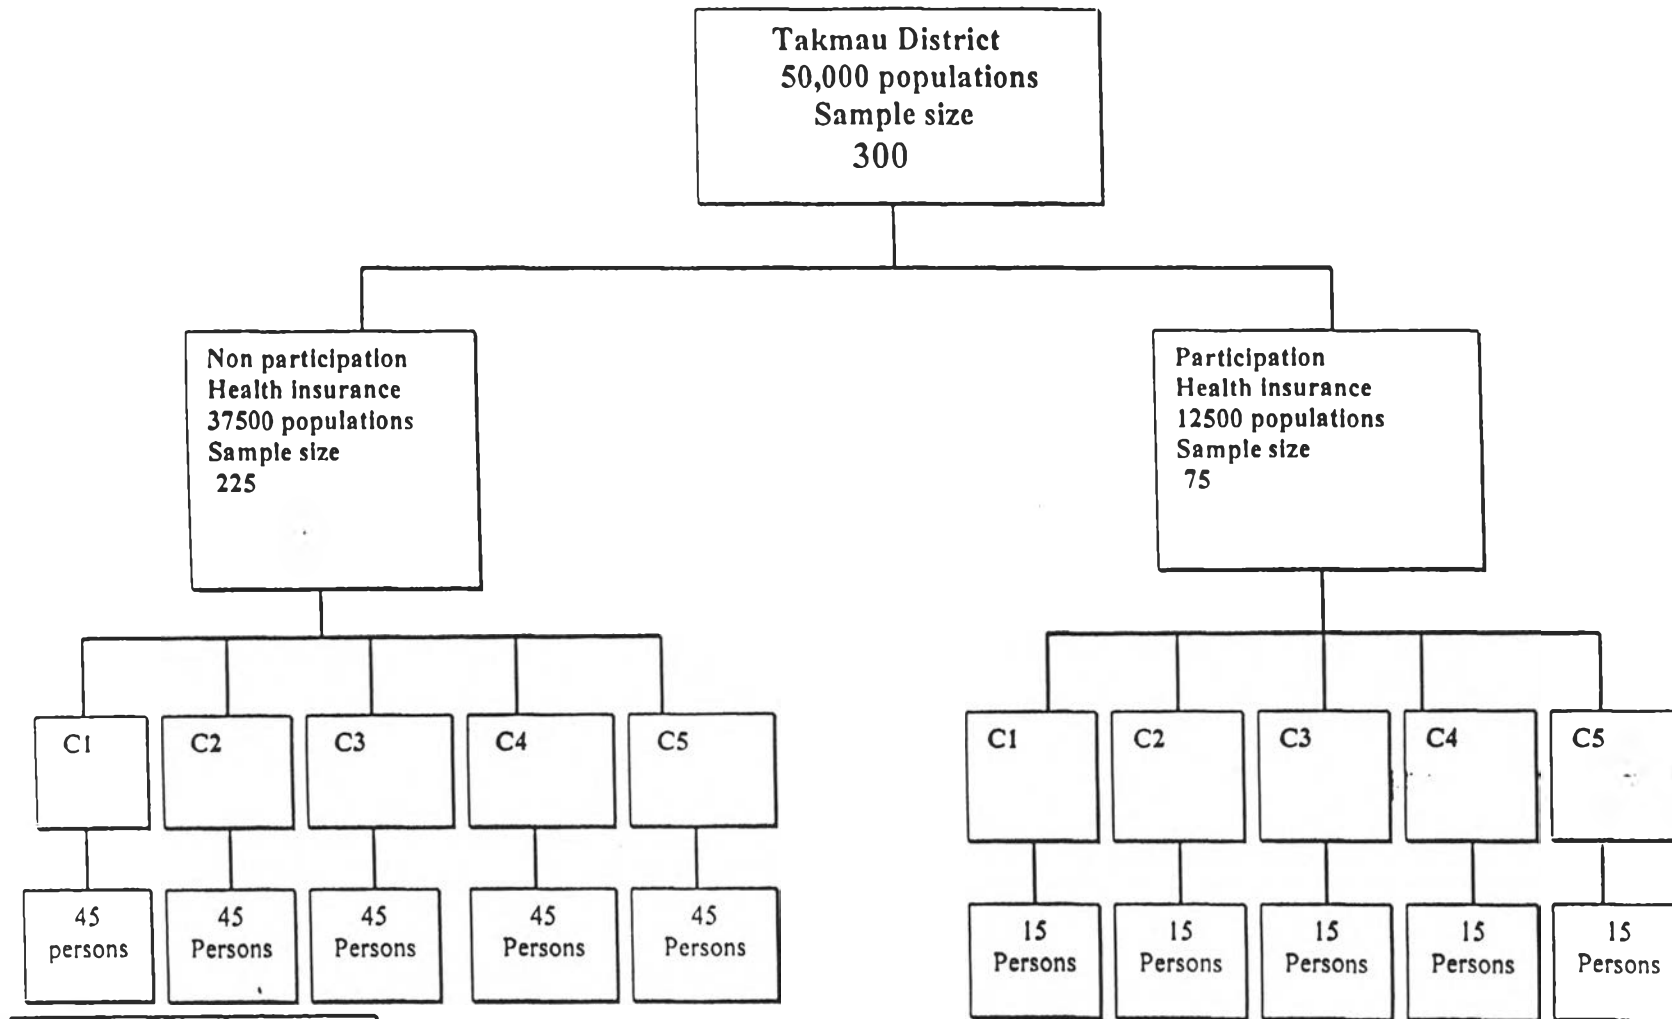 Takmau District
50,000 populations
Sample size
300
Non participation
Health insurance
37500 populations
Sample size
225
Participation
Health insurance
12500 populations
Sample size
75
C1
C2
C3
C4
C5
C1
C2
C3
C4
C5
45
persons
45
Persons
45
Persons
45
Persons
45
Persons
15
Persons
15
Persons
15
Persons
15
Persons
15
Persons